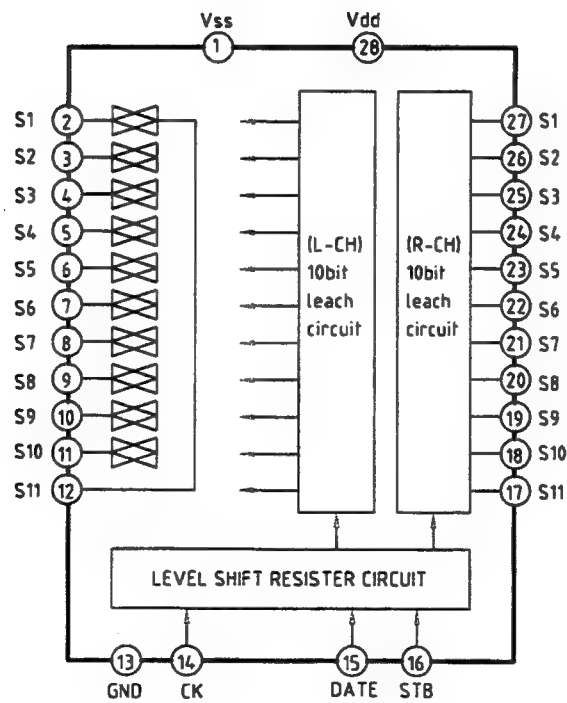 Vss Vdd
1 28
S1 2 27 S1
S2 3 26 S2
S3 4 25 S3
S4 5 24 S4
S5 6 23 S5
S6 7 22 S6
S7 8 21 S7
S8 9 20 S8
S9 10 19 S9
S10 11 18 S10
S11 12 17 S11
(L-CH)
10bit
leach
circuit
(R-CH)
10bit
leach
circuit
LEVEL SHIFT RESISTER CIRCUIT
13 14 15 16
GND CK DATE STB